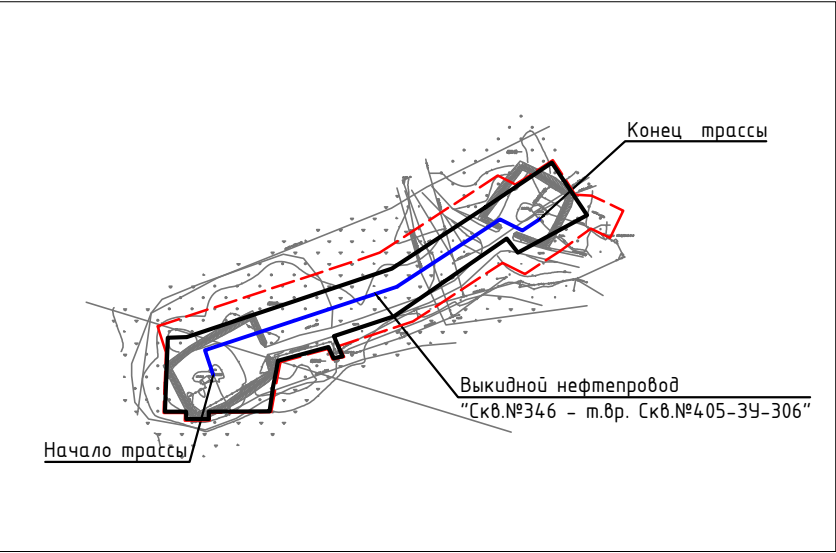 Конец трассы
Выкидной нефтепровод
"Скв.№346 - т.вр. Скв.№405-ЗУ-306"
Начало трассы